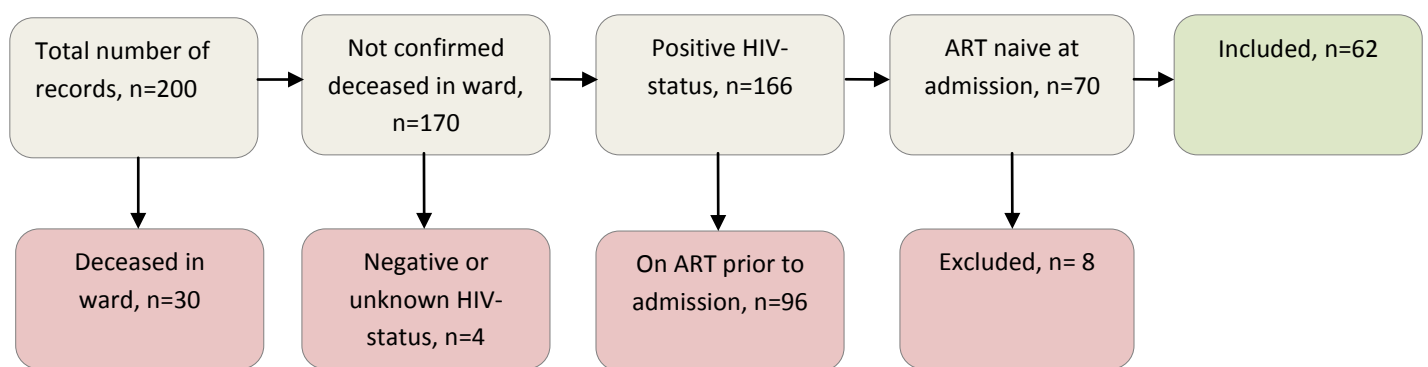 Total number of
records, n=200
Not confirmed
deceased in ward,
n=170
Positive HIV-
status, n=166
ART naive at
admission, n=70
Included, n=62
Deceased in
ward, n=30
Negative or
unknown HIV-
status, n=4
On ART prior to
admission, n=96
Excluded, n= 8